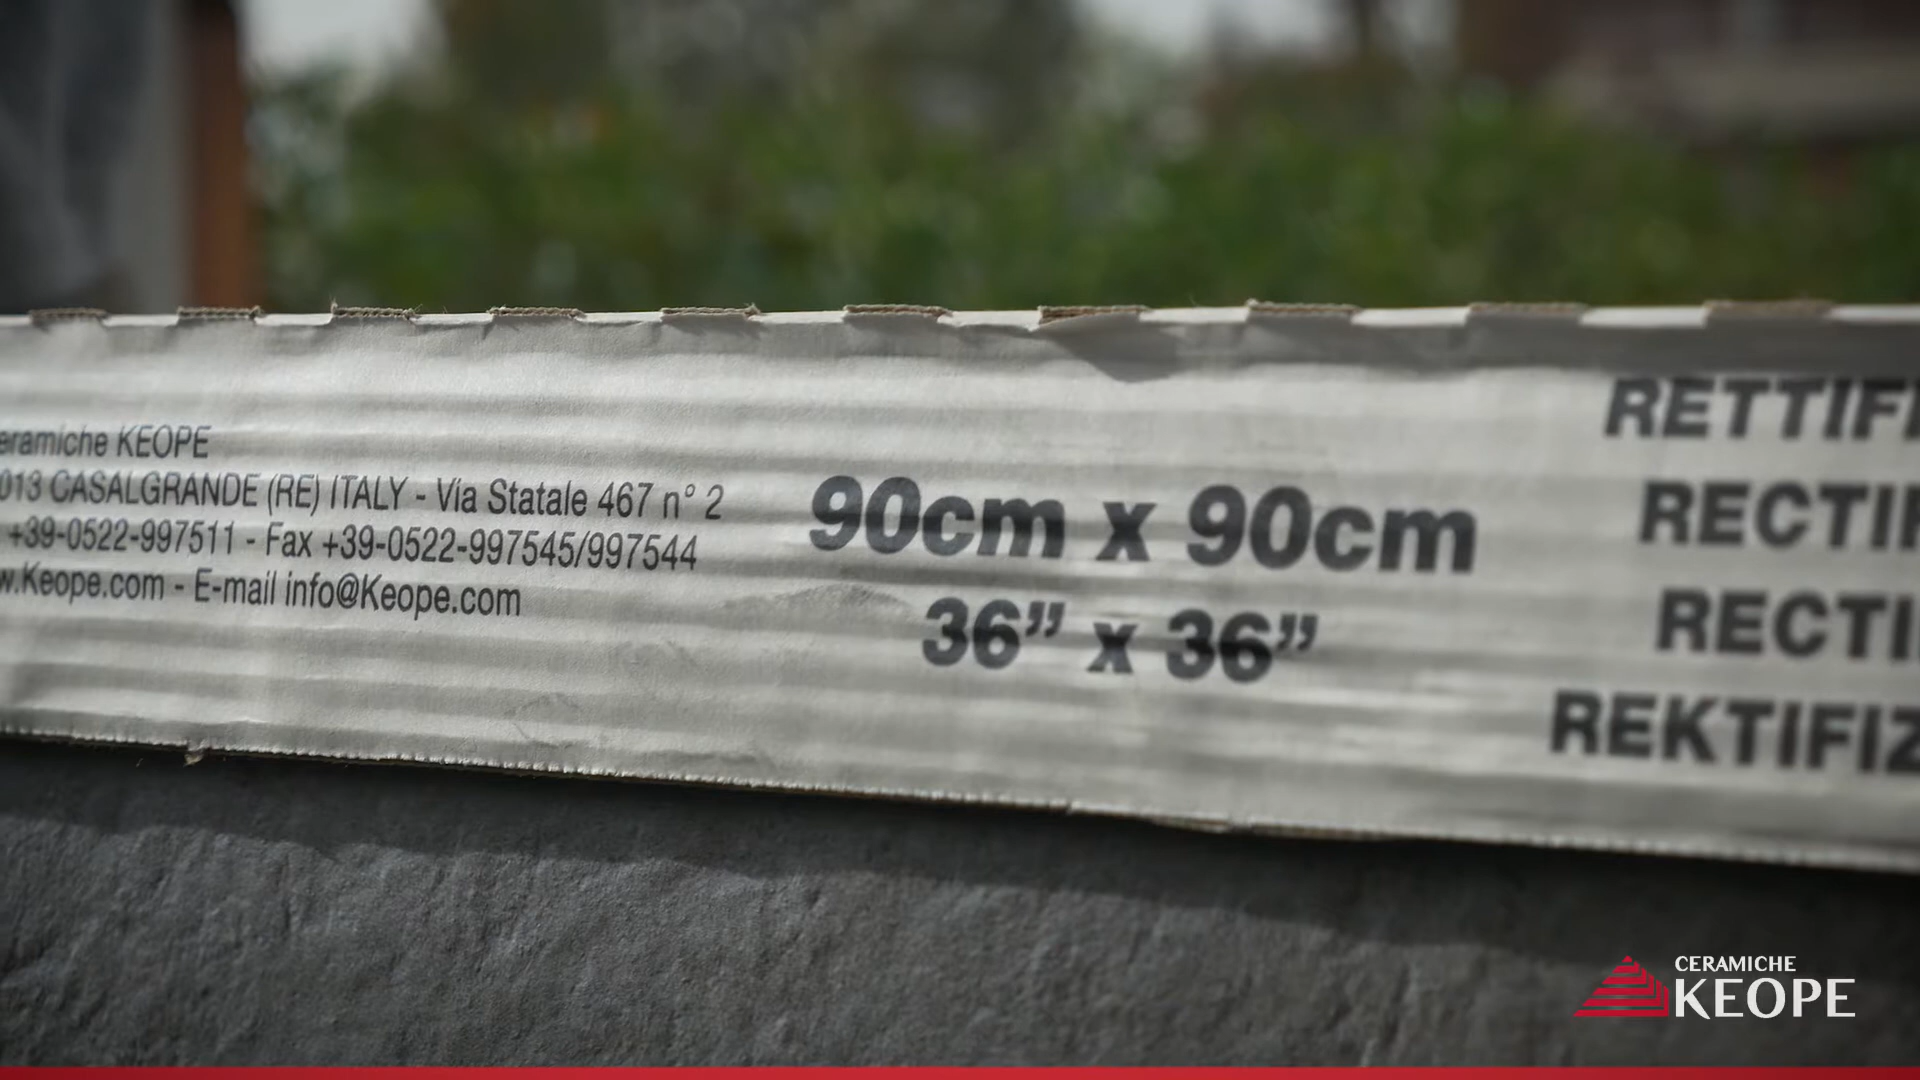 eramiche KEOPE
013 CASALGRANDE (RE) ITALY - Via Statale 467 n° 2
+39-0522-997511 - Fax +39-0522-997545/997544
w.Keope.com - E-mail info@Keope.com
90cm x 90cm
36” x 36”
RETTIFI
RECTIF
RECTI
REKTIFIZ
CERAMICHE
KEOPE